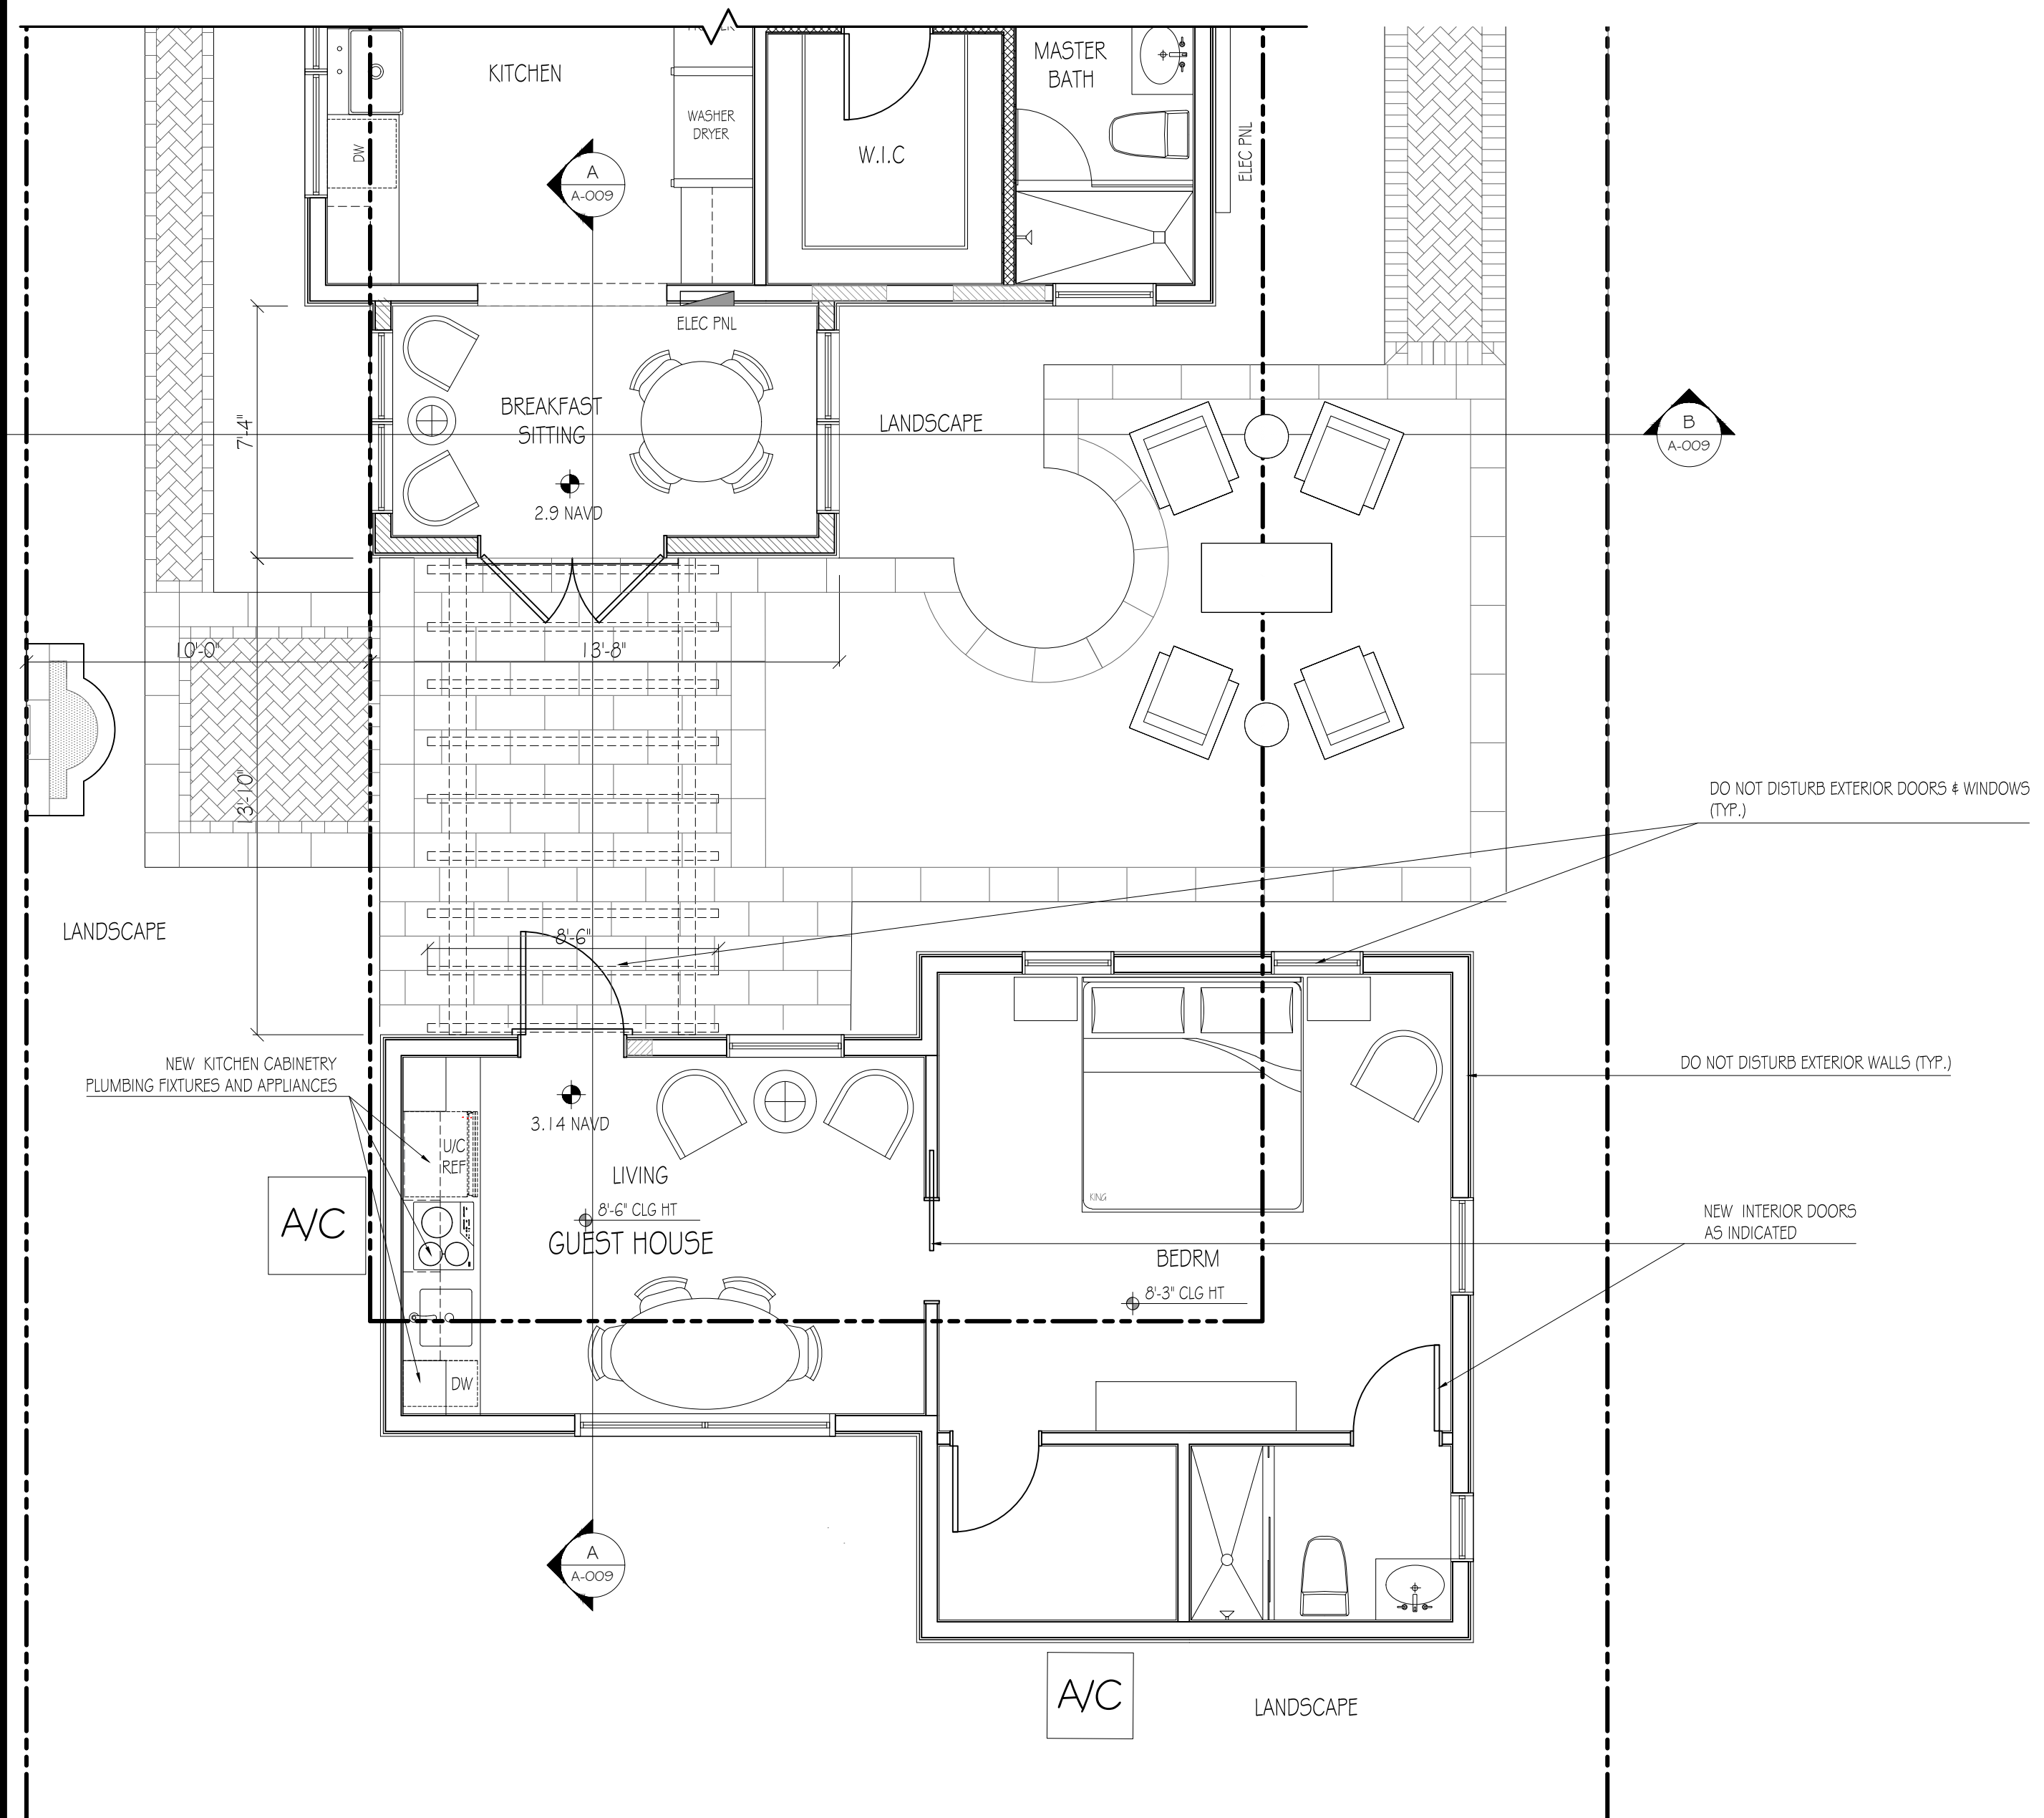 KITCHEN
MASTER
BATH
WASHER
DRYER
W.I.C
DW
ELEC PNL
A
A-009
ELEC PNL
BREAKFAST
SITTING
LANDSCAPE
B
A-009
7'-4"
2.9 NAVD
10'-0"
13'-8"
13'-10"
DO NOT DISTURB EXTERIOR DOORS & WINDOWS
(TYP.)
LANDSCAPE
8'-6"
NEW KITCHEN CABINETRY
PLUMBING FIXTURES AND APPLIANCES
DO NOT DISTURB EXTERIOR WALLS (TYP.)
3.14 NAVD
U/C
REF
LIVING
KING
A/C
8'-6" CLG HT
GUEST HOUSE
NEW INTERIOR DOORS
AS INDICATED
BEDRM
8'-3" CLG HT
DW
A
A-009
A/C
LANDSCAPE